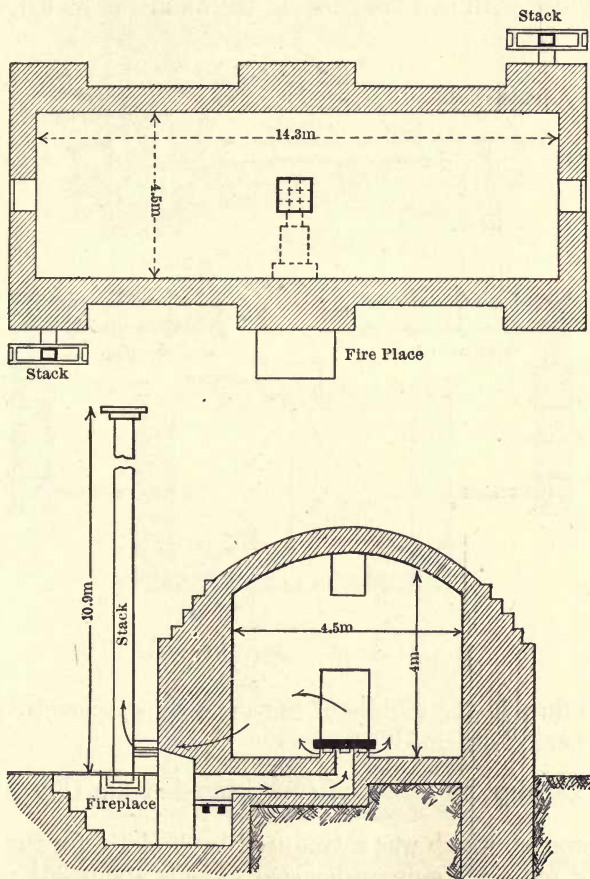 Stack
14.3m
4.5m
Fire Place
Stack
10.9m
Stack
4.5m
4m
Fireplace